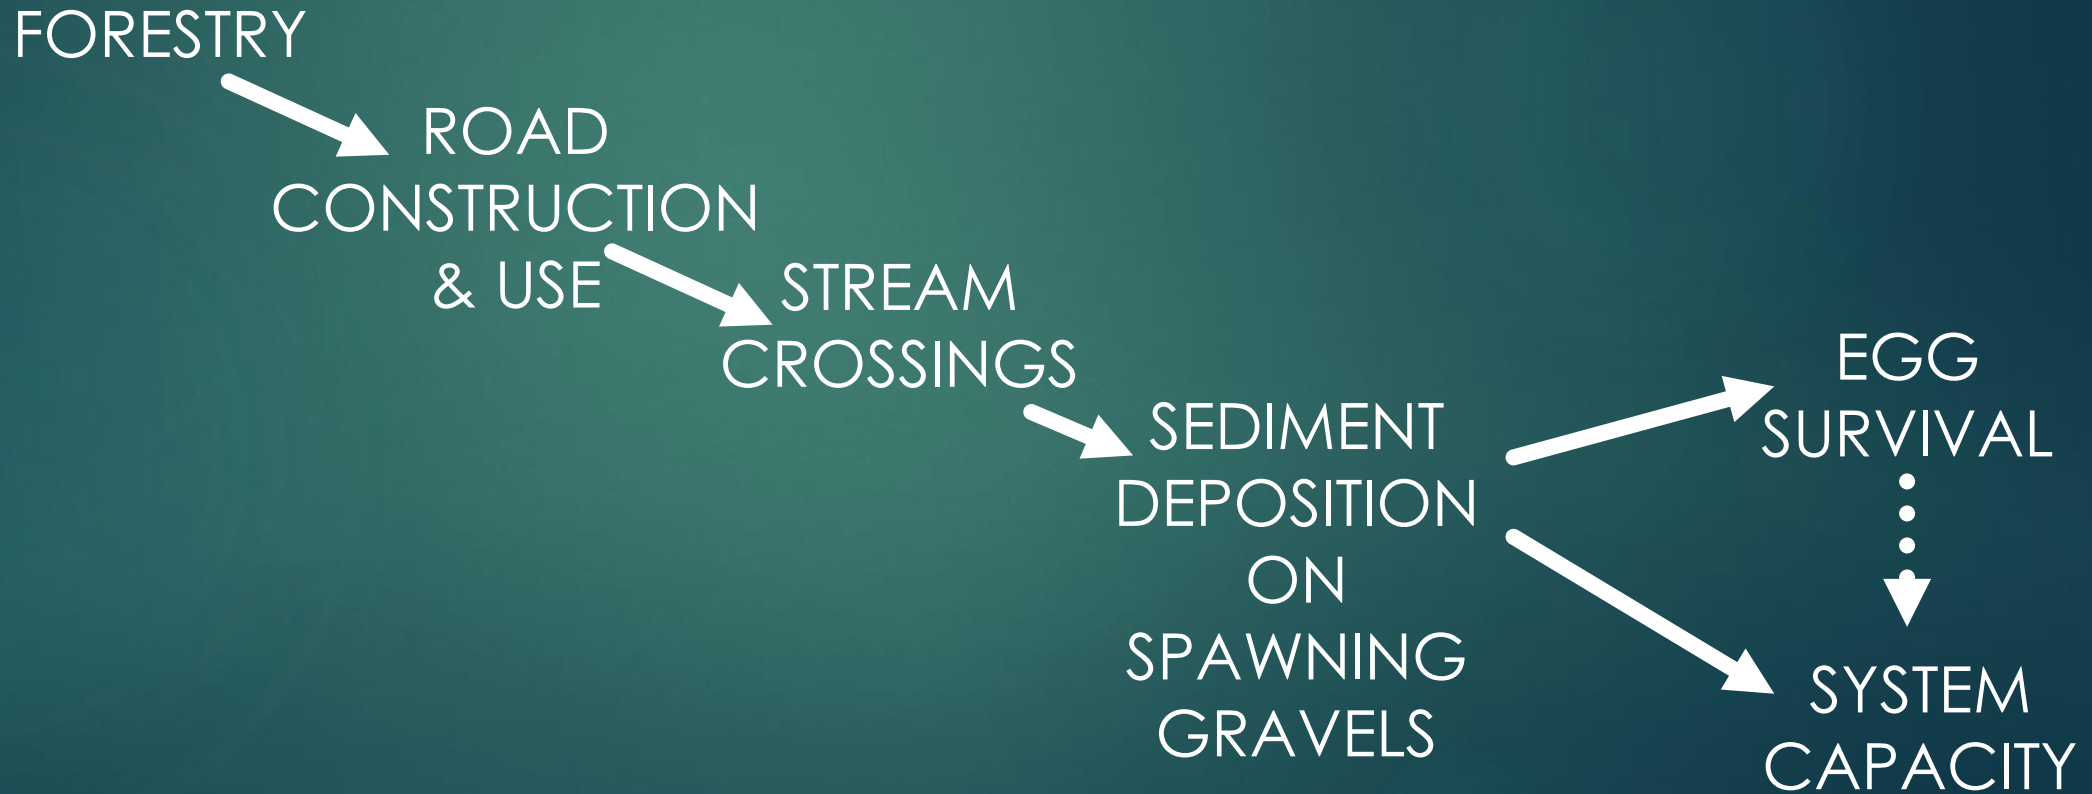 FORESTRY
ROAD
CONSTRUCTION
& USE
STREAM
CROSSINGS
SEDIMENT
DEPOSITION
ON
SPAWNING
GRAVELS
EGG
SURVIVAL
SYSTEM
CAPACITY